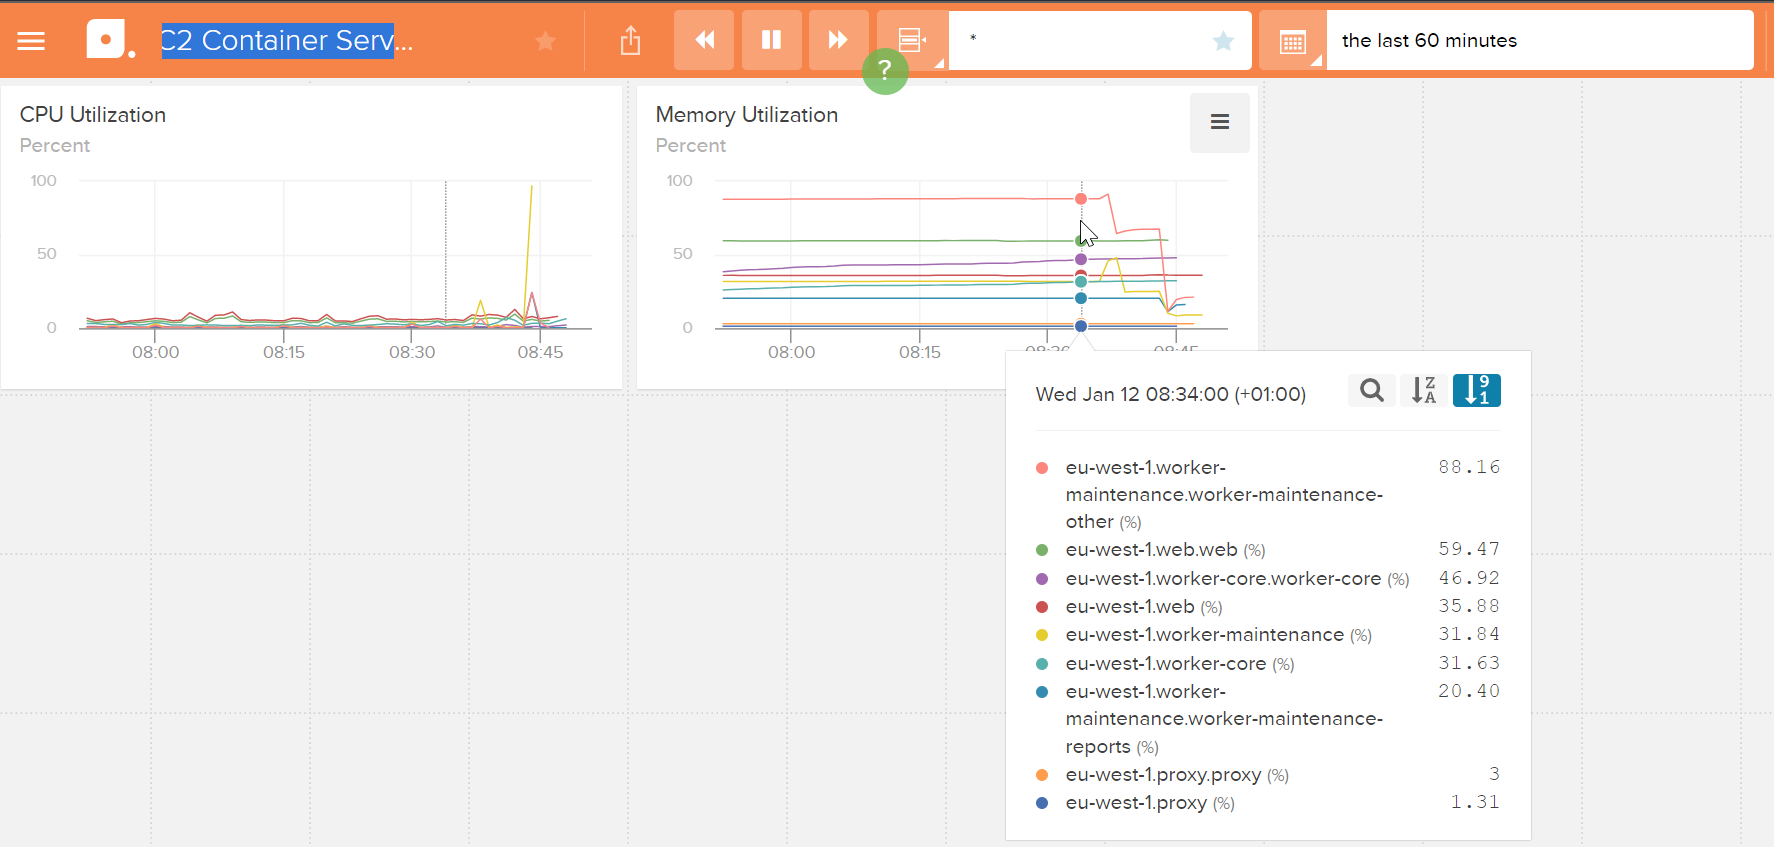 C2 Container Serv...
*
the last 60 minutes
?
CPU Utilization
Percent
100
50
0
08:00
08:15
08:30
08:45
Memory Utilization
Percent
100
50
0
08:00
08:15
08:30
08:45
Wed Jan 12 08:34:00 (+01:00)
Z
A
9
1
eu-west-1.worker-
maintenance.worker-maintenance-
other (%) 88.16
eu-west-1.web.web (%) 59.47
eu-west-1.worker-core.worker-core (%) 46.92
eu-west-1.web (%) 35.88
eu-west-1.worker-maintenance (%) 31.84
eu-west-1.worker-core (%) 31.63
eu-west-1.worker-
maintenance.worker-maintenance-
reports (%) 20.40
eu-west-1.proxy.proxy (%) 3
eu-west-1.proxy (%) 1.31